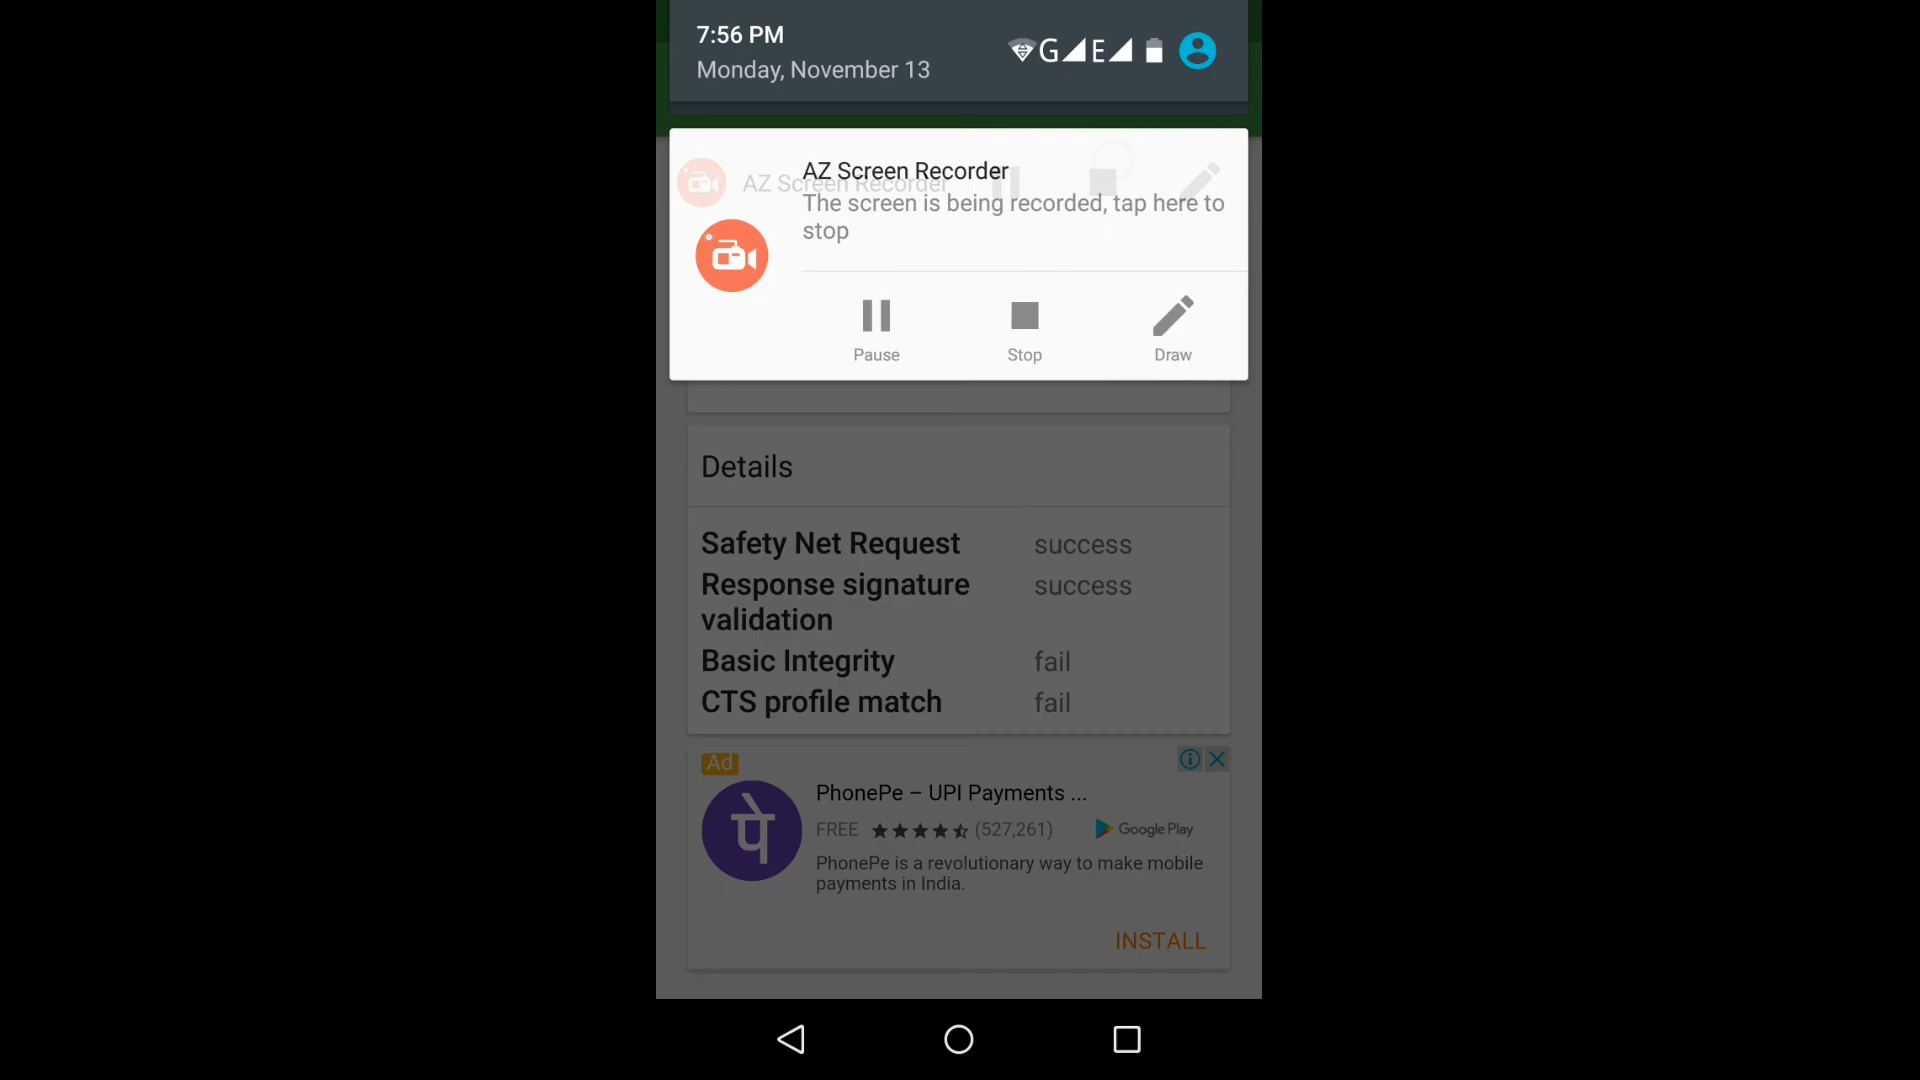 7:56 PM
Monday, November 13
G E
AZ Screen Recorder
AZ Screen Recorder
The screen is being recorded, tap here to
stop
Pause Stop Draw
Details
Safety Net Request success
Response signature success
validation
Basic Integrity fail
CTS profile match fail
Ad
पे
PhonePe – UPI Payments ...
FREE (527,261) Google Play
PhonePe is a revolutionary way to make mobile
payments in India.
INSTALL